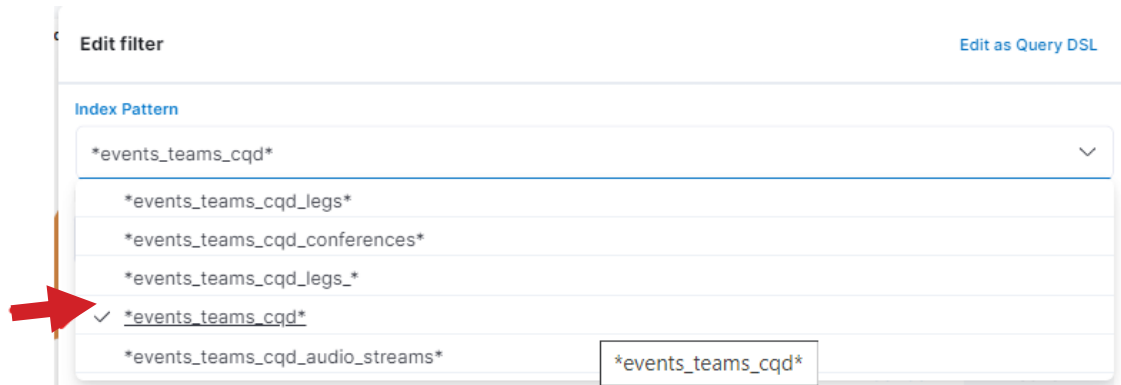 Edit filter
Edit as Query DSL
Index Pattern
*events_teams_cqd*
*events_teams_cqd_legs*
*events_teams_cqd_conferences*
*events_teams_cqd_legs_*
*events_teams_cqd*
*events_teams_cqd_audio_streams*
*events_teams_cqd*